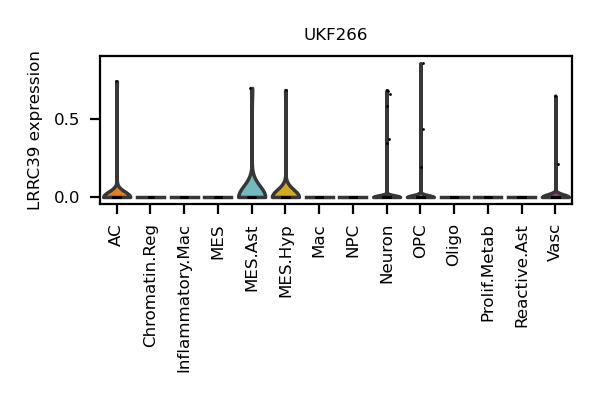 UKF266
LRRC39 expression
0.5
0.0
AC
Chromatin.Reg
Inflammatory.Mac
MES
MES.Ast
MES.Hyp
Mac
NPC
Neuron
OPC
Oligo
Prolif.Metab
Reactive.Ast
Vasc